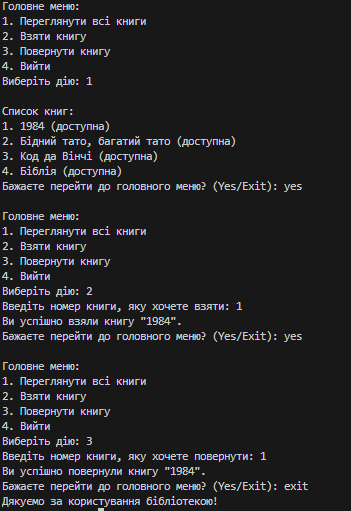 Головне меню:
1. Переглянути всі книги
2. Взяти книгу
3. Повернути книгу
4. Вийти
Виберіть дію: 1
Список книг:
1. 1984 (доступна)
2. Бідний тато, багатий тато (доступна)
3. Код да Вінчі (доступна)
4. Біблія (доступна)
Бажаєте перейти до головного меню? (Yes/Exit): yes
Головне меню:
1. Переглянути всі книги
2. Взяти книгу
3. Повернути книгу
4. Вийти
Виберіть дію: 2
Введіть номер книги, яку хочете взяти: 1
Ви успішно взяли книгу "1984".
Бажаєте перейти до головного меню? (Yes/Exit): yes
Головне меню:
1. Переглянути всі книги
2. Взяти книгу
3. Повернути книгу
4. Вийти
Виберіть дію: 3
Введіть номер книги, яку хочете повернути: 1
Ви успішно повернули книгу "1984".
Бажаєте перейти до головного меню? (Yes/Exit): exit
Дякуємо за користування бібліотекою!